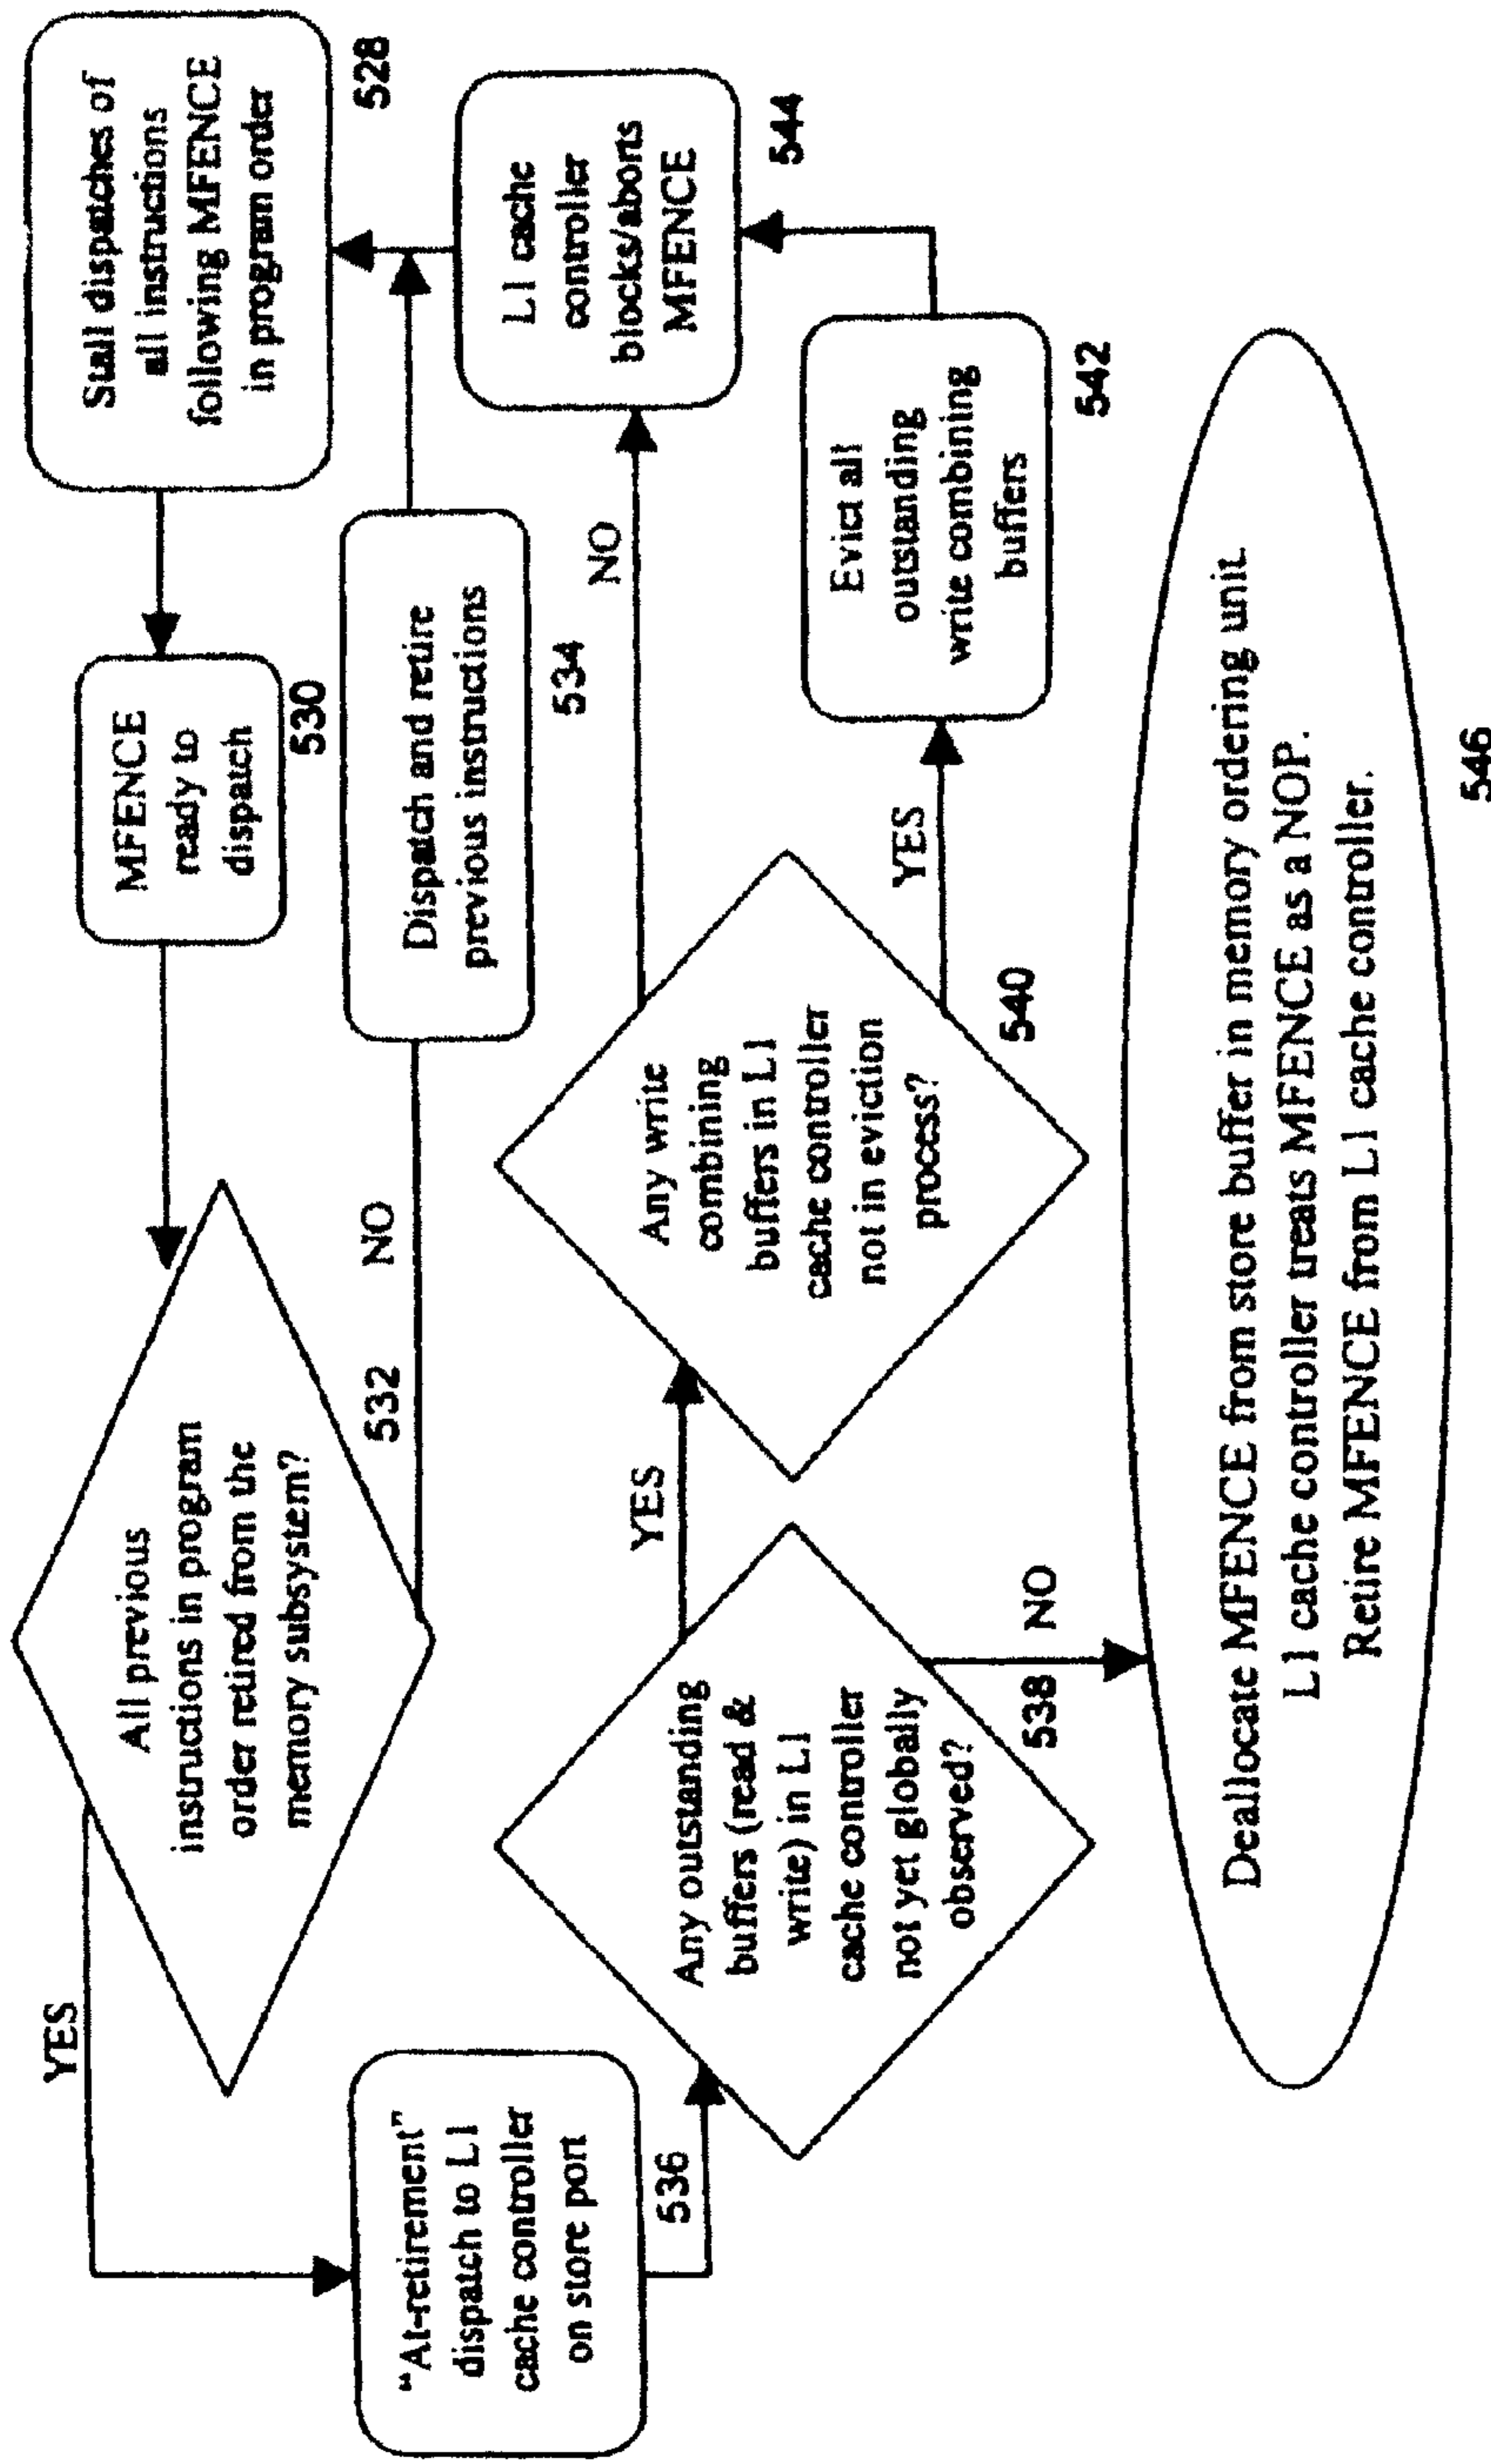 Stall dispatches of
all instructions
following MFENCE
in program order
528
MFENCE
ready to
dispatch
530
All previous
instructions in program
order retired from the
memory subsystem?
532
NO
YES
Dispatch and retire
previous instructions
534
"At-retirement"
dispatch to L1
cache controller
on store port
536
Any outstanding
buffers (read &
write) in L1
cache controller
not yet globally
observed?
538
NO
YES
Any write
combining
buffers in L1
cache controller
not in eviction
process?
540
NO
YES
Evict all
outstanding
write combining
buffers
542
L1 cache
controller
blocks/aborts
MFENCE
544
Deallocate MFENCE from store buffer in memory ordering unit.
L1 cache controller treats MFENCE as a NOP.
Retire MFENCE from L1 cache controller.
546